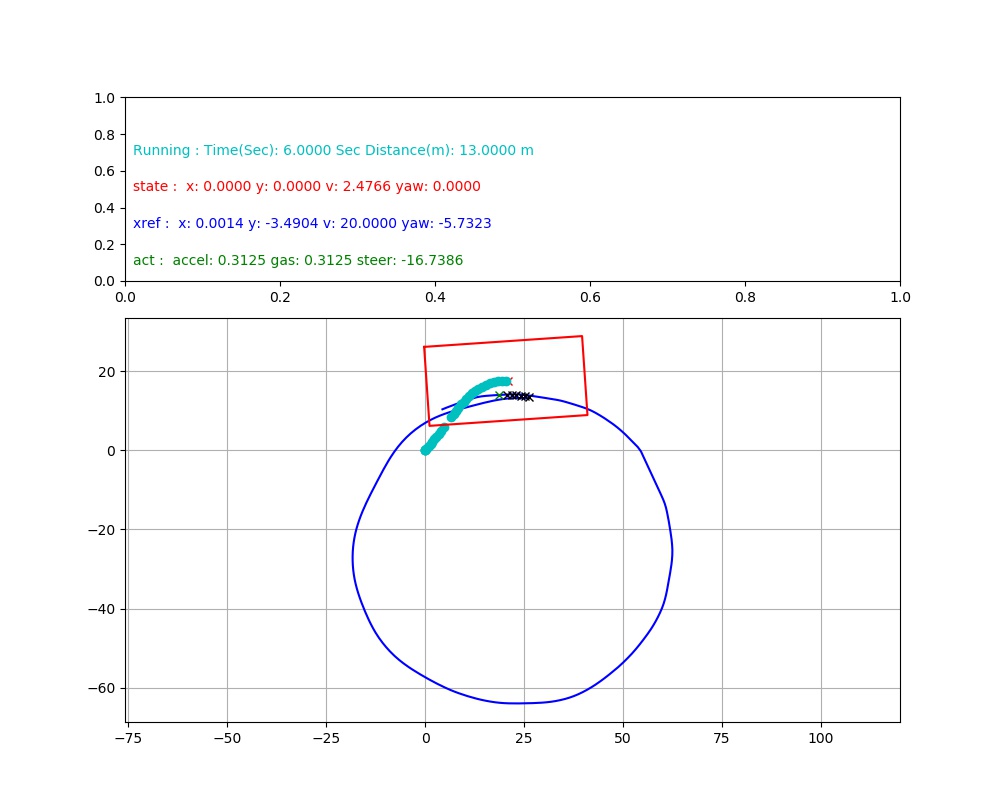 1.0
0.8
Running : Time(Sec): 6.0000 Sec Distance(m): 13.0000 m
0.6
state :  x: 0.0000 y: 0.0000 v: 2.4766 yaw: 0.0000
0.4
xref :  x: 0.0014 y: -3.4904 v: 20.0000 yaw: -5.7323
0.2
act :  accel: 0.3125 gas: 0.3125 steer: -16.7386
0.0
0.0 0.2 0.4 0.6 0.8 1.0
20
0
−20
−40
−60
−75 −50 −25 0 25 50 75 100